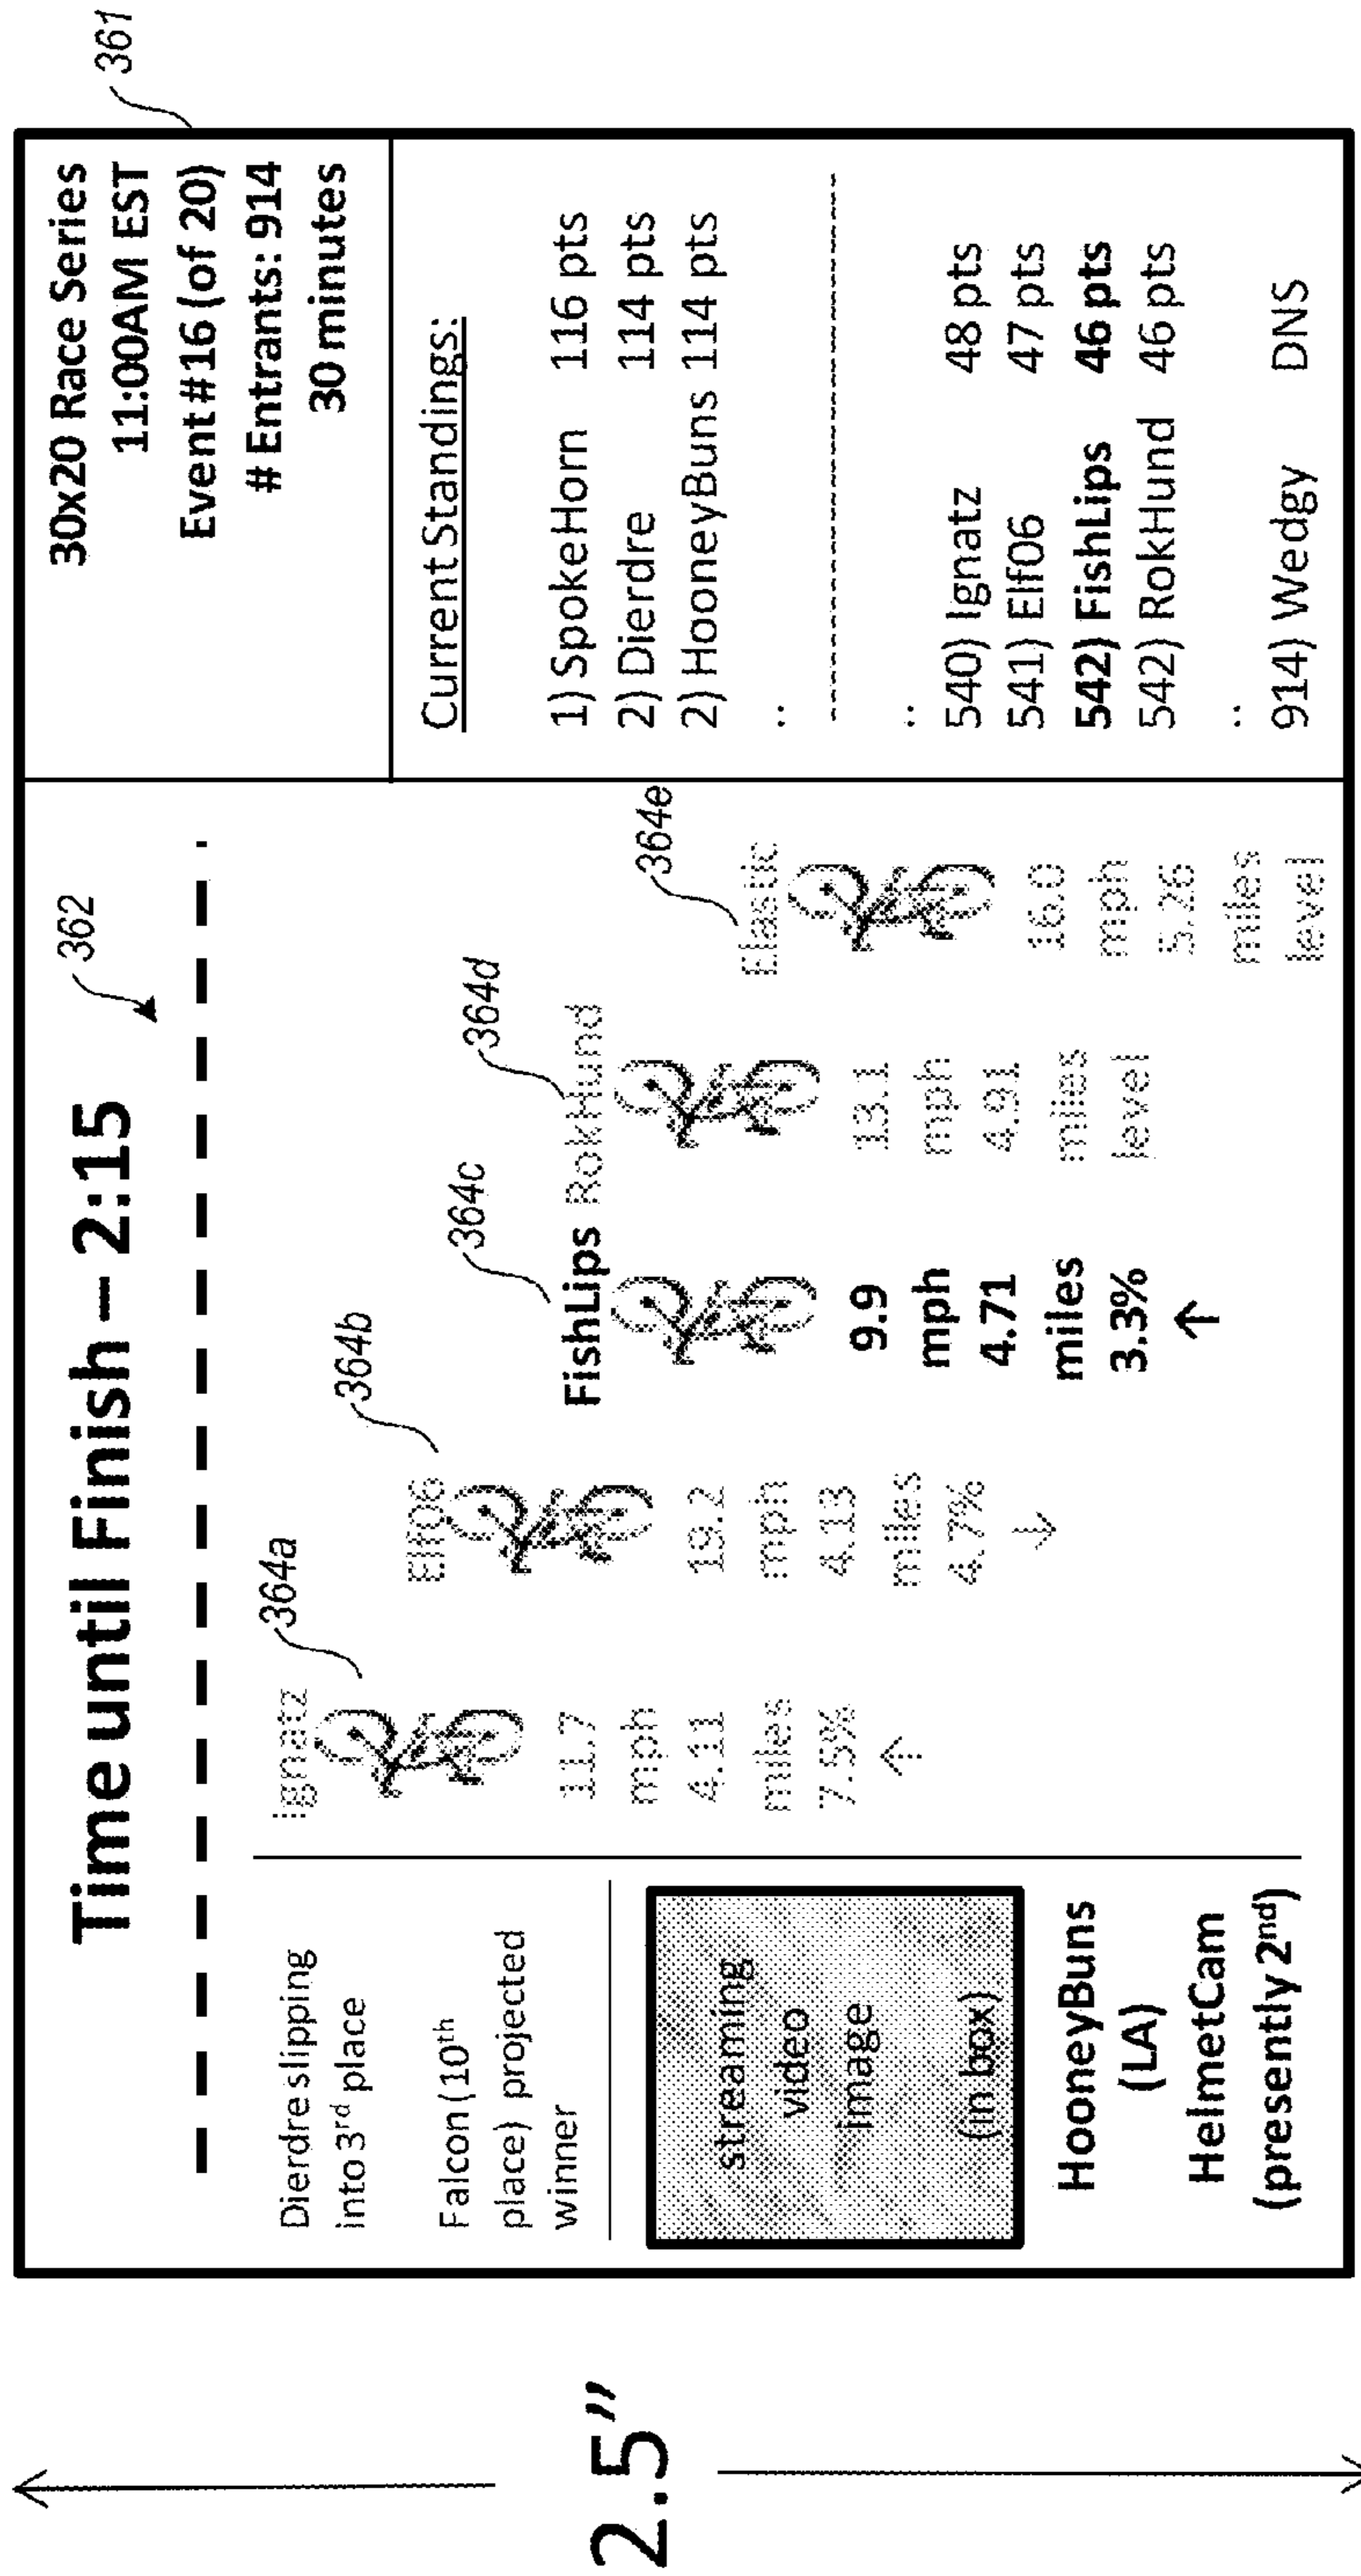 2.5”
Time until Finish – 2:15
362
361
30x20 Race Series
11:00AM EST
Event #16 (of 20)
# Entrants: 914
30 minutes
Dierdre slipping
into 3rd place
Falcon (10th
place) projected
winner
streaming
video
image
(in box)
HooneyBuns
(LA)
HelmetCam
(presently 2nd)
364a
Ignatz
11.7
mph
4.11
miles
7.5%
↑
364b
Elf06
19.2
mph
4.13
miles
4.7%
↓
364c
FishLips
9.9
mph
4.71
miles
3.3%
↑
364d
RokHund
13.1
mph
4.91
miles
level
364e
Elastic
16.0
mph
5.26
miles
level
Current Standings:
1) SpokeHorn 116 pts
2) Dierdre 114 pts
2) HooneyBuns 114 pts
..
..
540) Ignatz 48 pts
541) Elf06 47 pts
542) FishLips 46 pts
542) RokHund 46 pts
..
914) Wedgy DNS